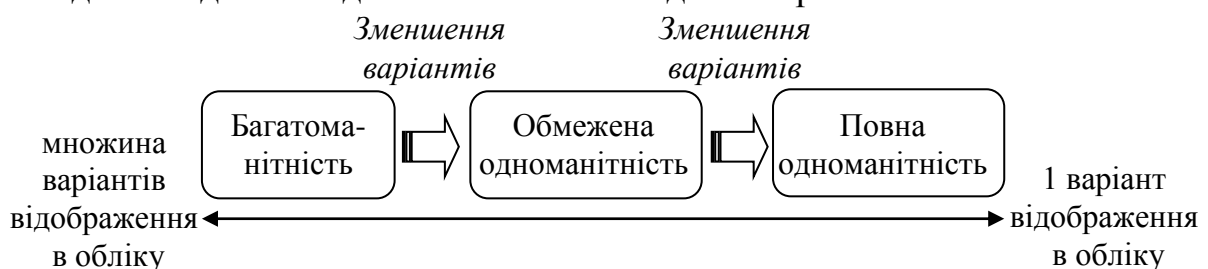 Зменшення
варіантів
Зменшення
варіантів
Багатома-
нітність
Обмежена
одноманітність
Повна
одноманітність
множина
варіантів
відображення
в обліку
1 варіант
відображення
в обліку